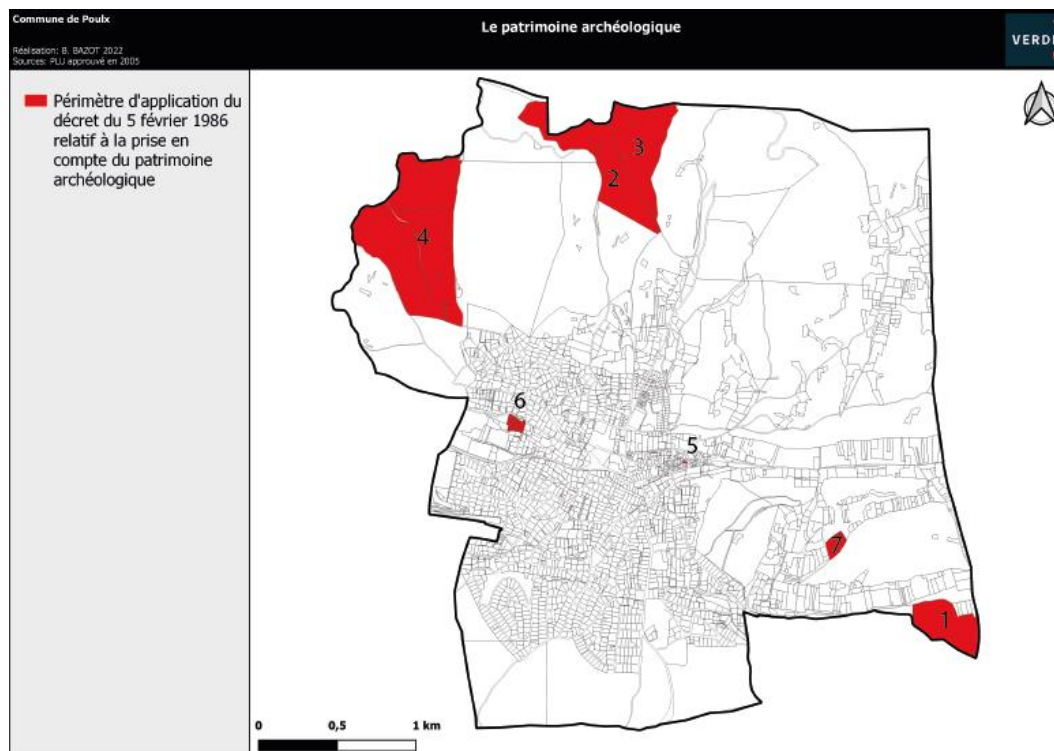 Commune de Poulx
Le patrimoine archéologique
VERDI
Réalisation: B. BAZOT 2022
Sources: PLU approuvé en 2005
Périmètre d'application du
décret du 5 février 1986
relatif à la prise en
compte du patrimoine
archéologique
3
2
4
6
5
7
1
0 0,5 1 km